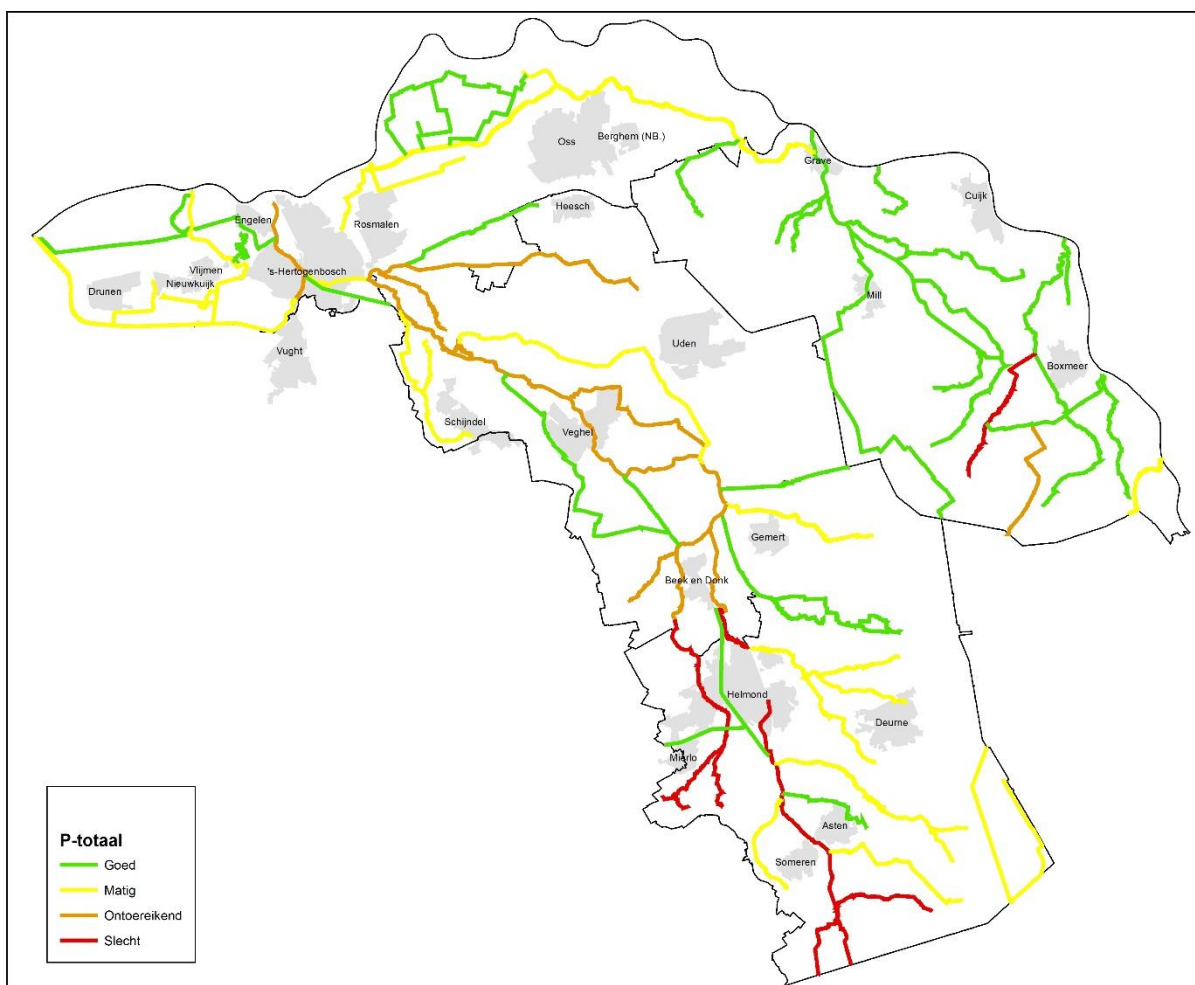 Oss
Berghem (NB.)
Grave
Cuijk
Heesch
Engelen
Rosmalen
Vlijmen
Nieuwkuijk
's-Hertogenbosch
Drunen
Mill
Vught
Uden
Boxmeer
Schijndel
Veghel
Gemert
Beek en Donk
Helmond
Deurne
Mierlo
Asten
Someren
P-totaal
Goed
Matig
Ontoereikend
Slecht